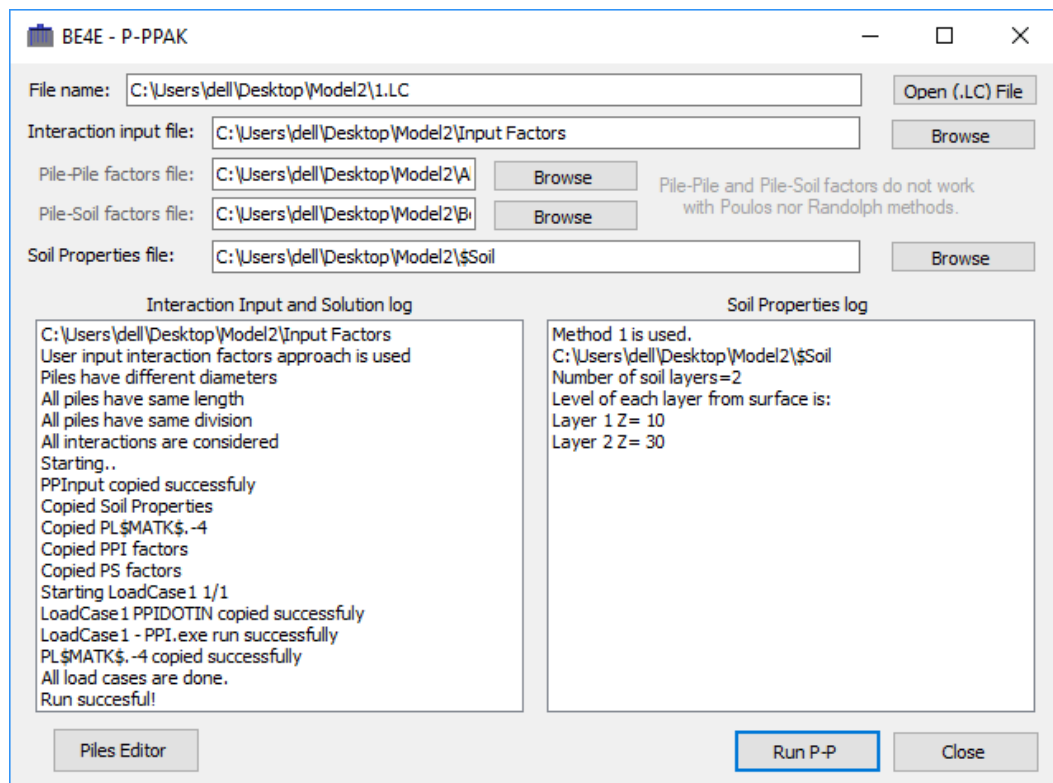 BE4E - P-PPAK
File name: C:\Users\dell\Desktop\Model2\1.LC Open (.LC) File
Interaction input file: C:\Users\dell\Desktop\Model2\Input Factors Browse
Pile-Pile factors file: C:\Users\dell\Desktop\Model2\A Browse
Pile-Soil factors file: C:\Users\dell\Desktop\Model2\B Browse
Pile-Pile and Pile-Soil factors do not work
with Poulos nor Randolph methods.
Soil Properties file: C:\Users\dell\Desktop\Model2\$Soil Browse
Interaction Input and Solution log
C:\Users\dell\Desktop\Model2\Input Factors
User input interaction factors approach is used
Piles have different diameters
All piles have same length
All piles have same division
All interactions are considered
Starting..
PPInput copied successfuly
Copied Soil Properties
Copied PL$MATK$.-4
Copied PPI factors
Copied PS factors
Starting LoadCase1 1/1
LoadCase1 PPIDOTIN copied successfuly
LoadCase1 - PPI.exe run successfully
PL$MATK$.-4 copied successfully
All load cases are done.
Run succesful!
Soil Properties log
Method 1 is used.
C:\Users\dell\Desktop\Model2\$Soil
Number of soil layers=2
Level of each layer from surface is:
Layer 1 Z= 10
Layer 2 Z= 30
Piles Editor Run P-P Close